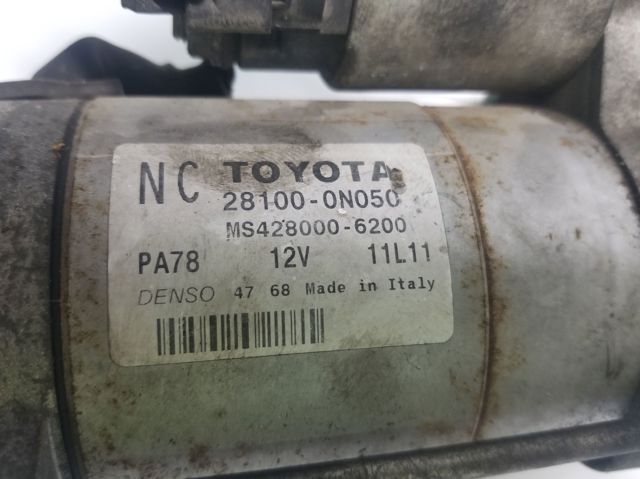 NC TOYOTA
28100-0N050
MS428000-6200
PA78 12V 11L11
DENSO 47 68 Made in Italy